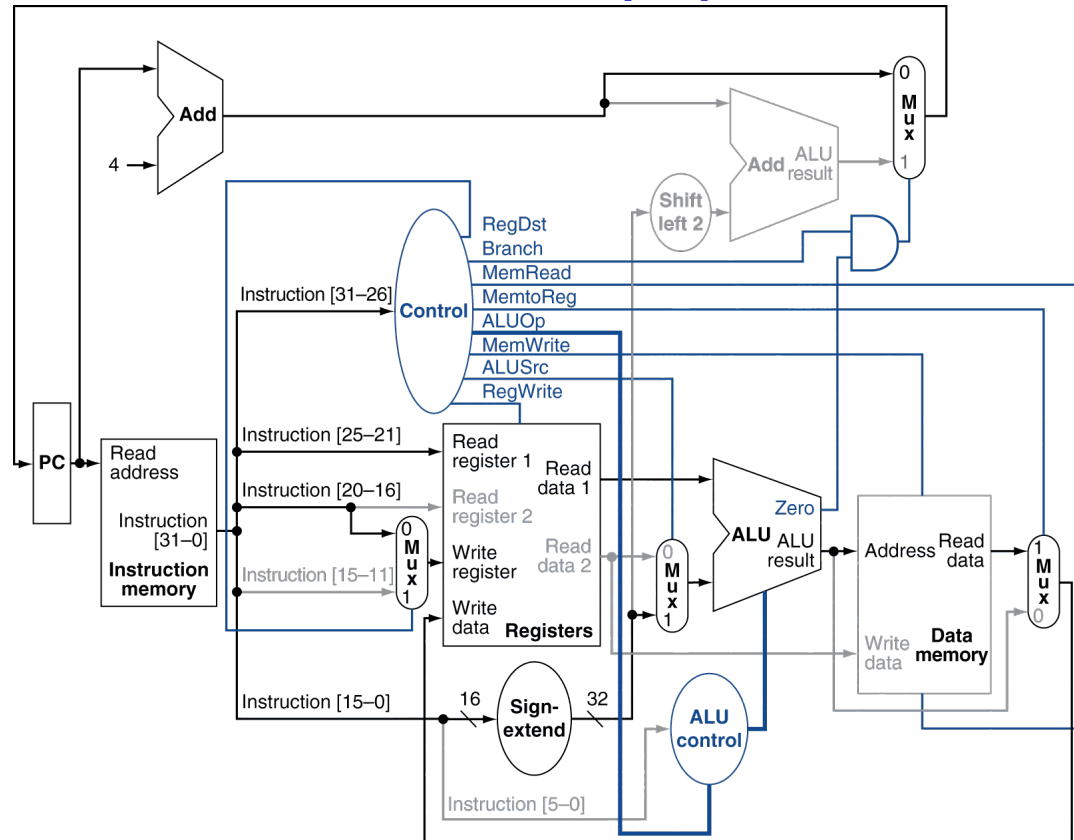 0
M
u
x
1
Add
4
Add
ALU
result
Shift
left 2
RegDst
Branch
MemRead
MemtoReg
ALUOp
MemWrite
ALUSrc
RegWrite
Control
Instruction [31–26]
PC
Read
address
Instruction
[31–0]
Instruction
memory
Instruction [25–21]
Instruction [20–16]
Instruction [15–11]
0
M
u
x
1
Read
register 1
Read
register 2
Write
register
Write
data
Read
data 1
Read
data 2
Registers
0
M
u
x
1
Zero
ALU
ALU
result
Address
Read
data
Write
data
Data
memory
1
M
u
x
0
Instruction [15–0]
16
Sign-
extend
32
ALU
control
Instruction [5–0]